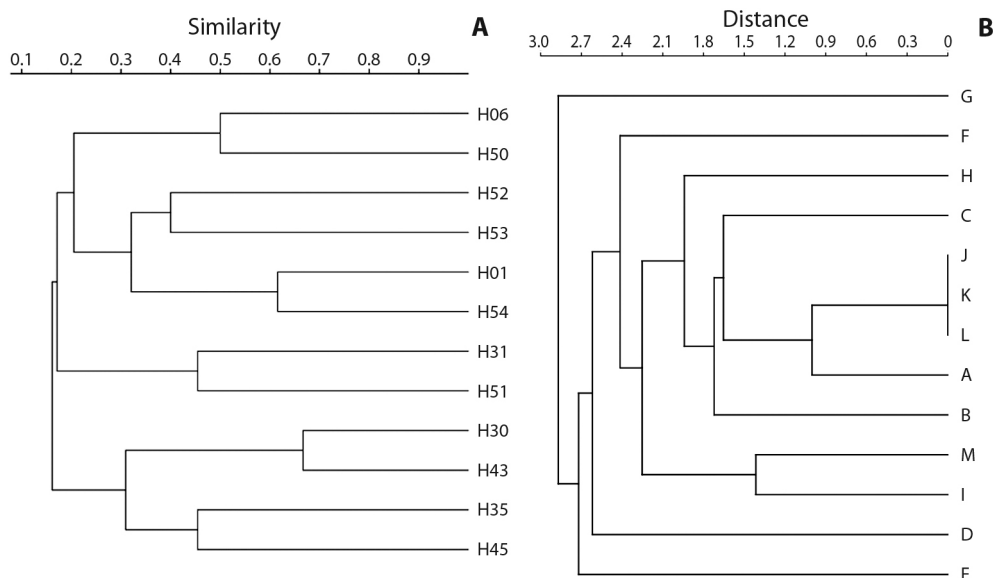 Similarity
A
0.1 0.2 0.3 0.4 0.5 0.6 0.7 0.8 0.9
H06
H50
H52
H53
H01
H54
H31
H51
H30
H43
H35
H45
Distance
B
3.0 2.7 2.4 2.1 1.8 1.5 1.2 0.9 0.6 0.3 0
G
F
H
C
J
K
L
A
B
M
I
D
E